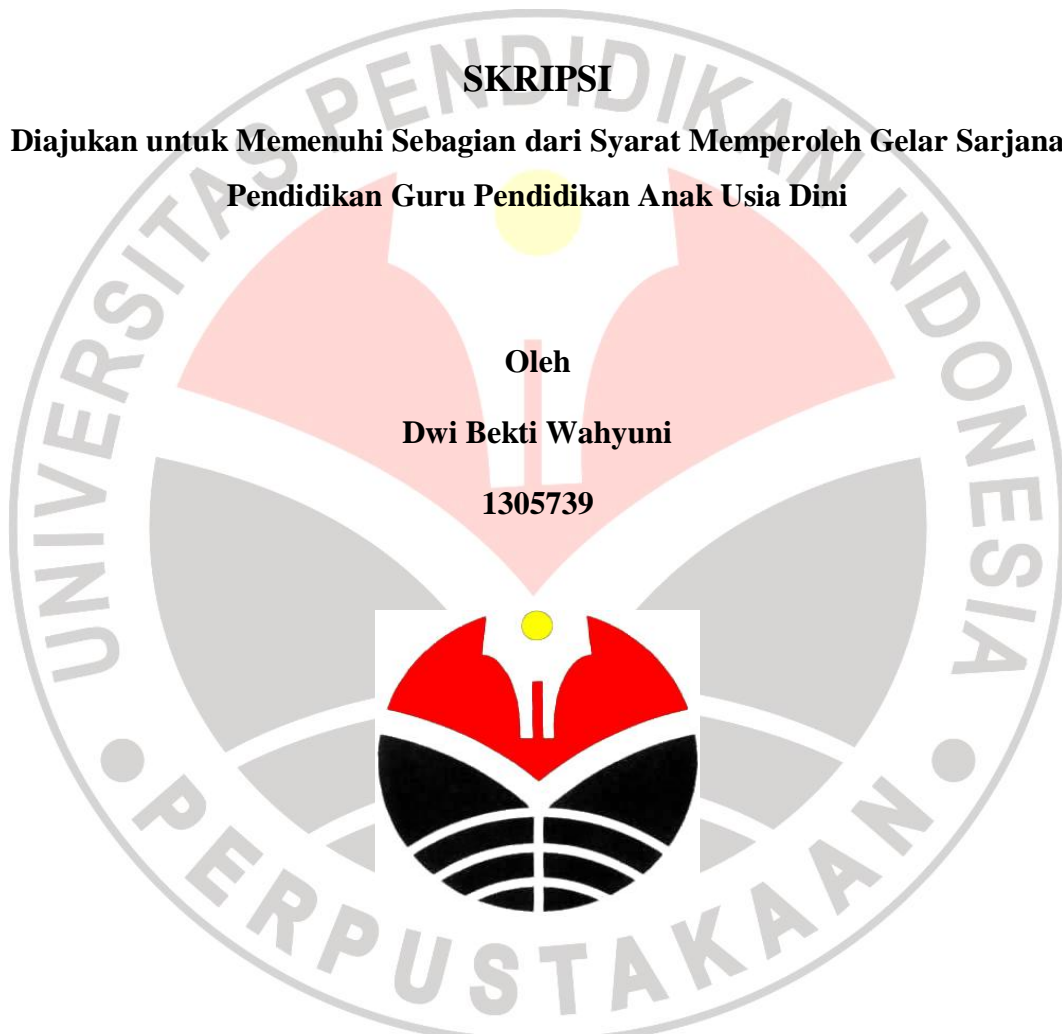 SKRIPSI
Diajukan untuk Memenuhi Sebagian dari Syarat Memperoleh Gelar Sarjana
Pendidikan Guru Pendidikan Anak Usia Dini
Oleh
Dwi Bekti Wahyuni
1305739
UNIVERSITAS PENDIDIKAN INDONESIA
PERPUSTAKAAN